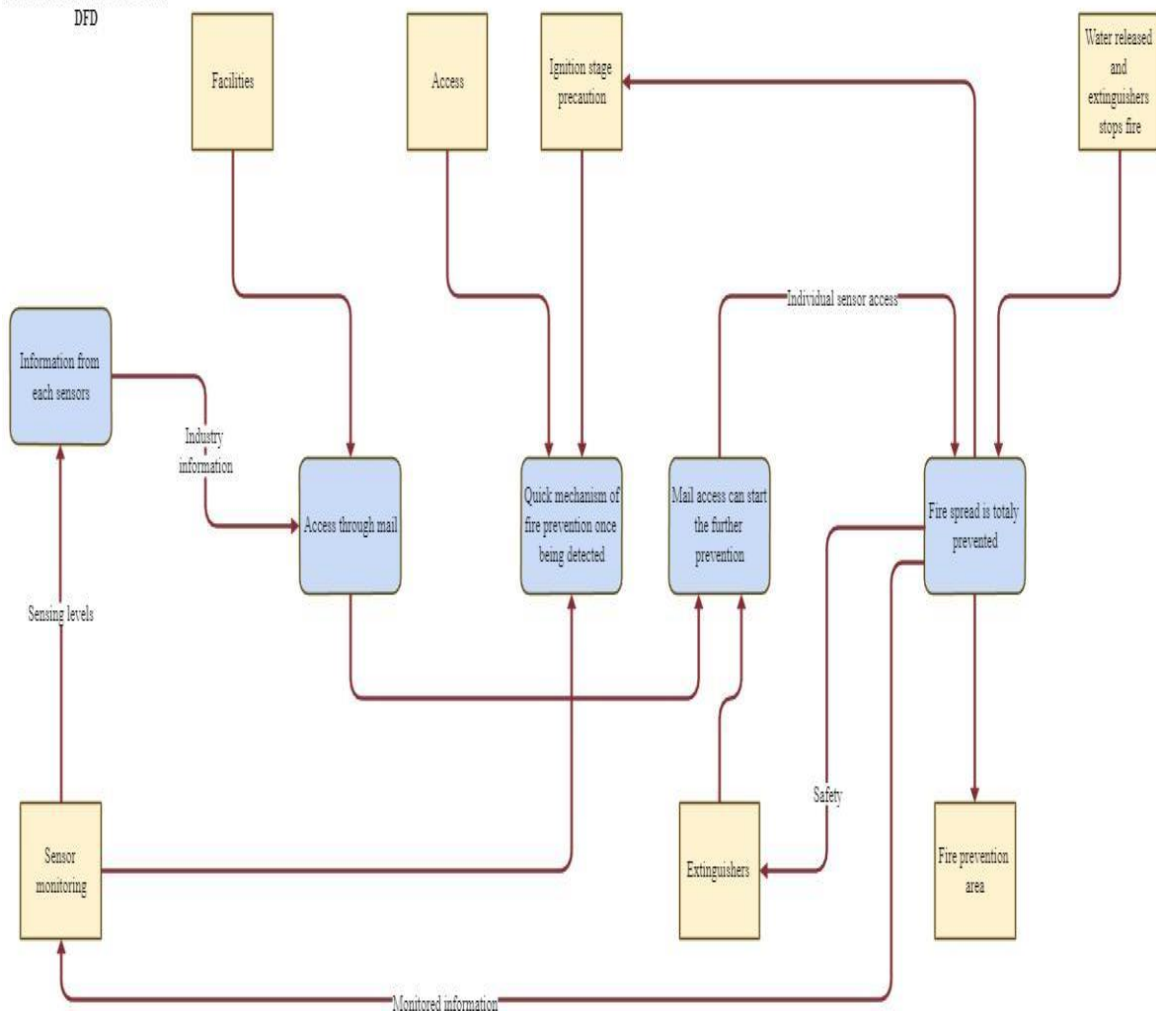 DFD
Facilities
Access
Ignition stage
precaution
Water released
and
extinguishers
stops fire
Individual sensor access
Information from
each sensors
Industry
information
Access through mail
Quick mechanism of
fire prevention once
being detected
Mail access can start
the further
prevention
Fire spread is totaly
prevented
Sensing levels
Safety
Sensor
monitoring
Extinguishers
Fire prevention
area
Monitored information